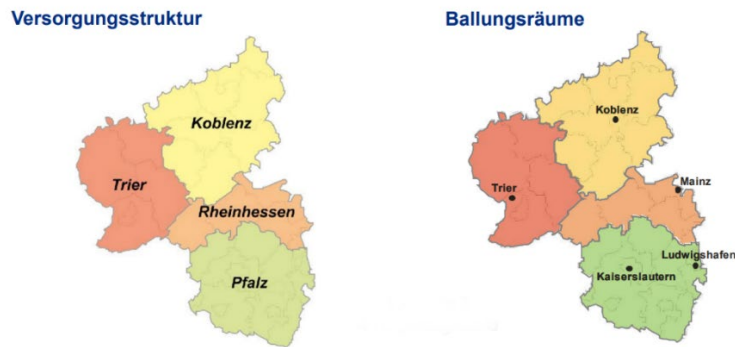 Versorgungsstruktur
Koblenz
Trier
Rheinhessen
Pfalz
Ballungsräume
Koblenz
Mainz
Trier
Ludwigshafen
Kaiserslautern